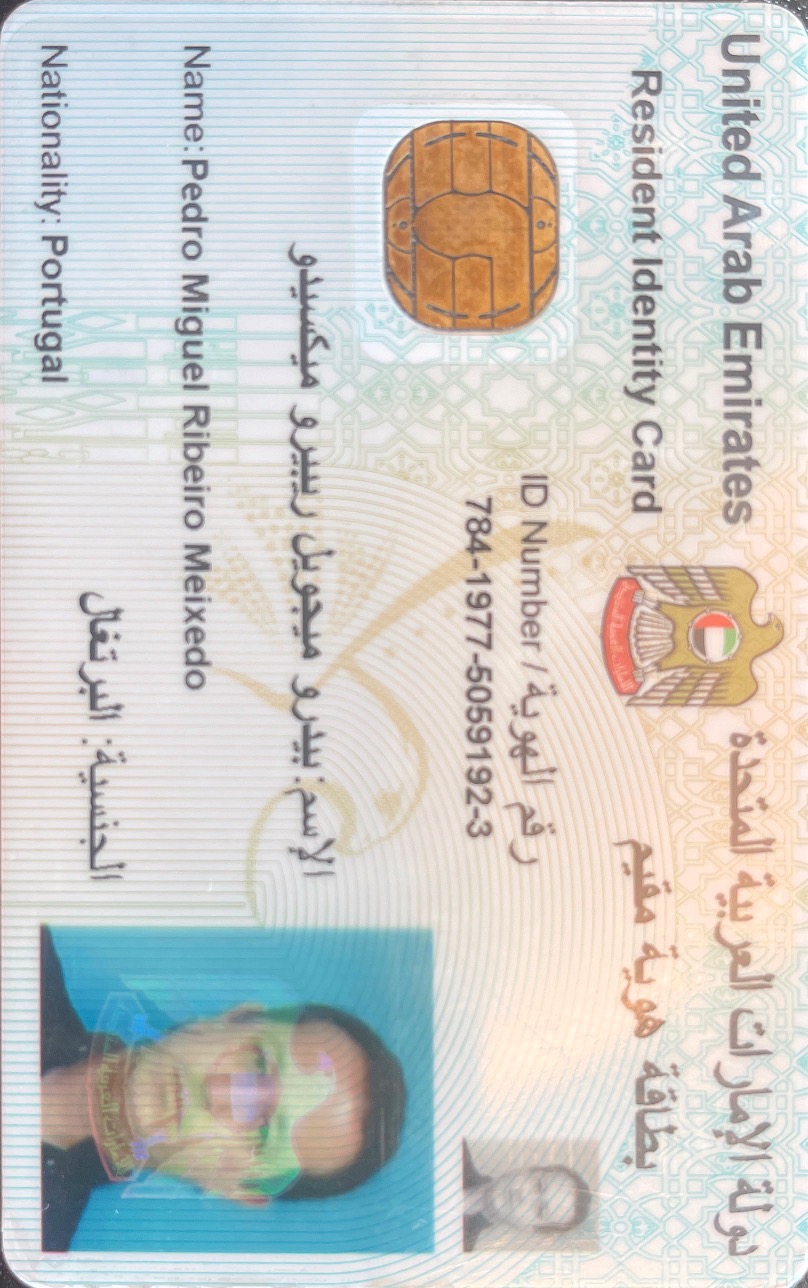 United Arab Emirates
دولة الإمارات العربية المتحدة
Resident Identity Card
بطاقة هوية مقيم
ID Number / رقم الهوية
784-1977-5059192-3
الإسم: بيدرو ميجويل ريبيرو ميكسيدو
Name: Pedro Miguel Ribeiro Meixedo
الجنسية: البرتغال
Nationality: Portugal